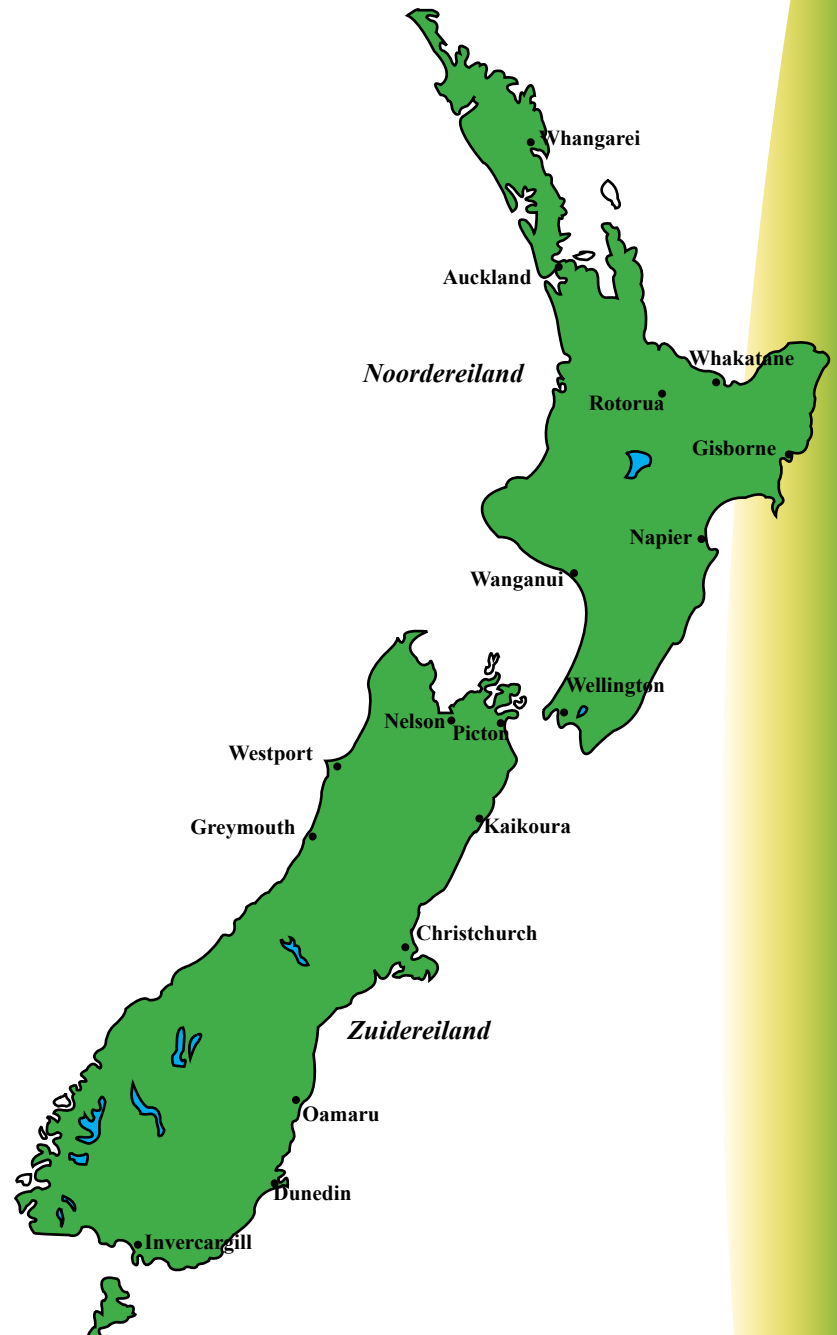 Whangarei
Auckland
Whakatane
Noordereiland
Rotorua
Gisborne
Napier
Wanganui
Wellington
Nelson
Picton
Westport
Kaikoura
Greymouth
Christchurch
Zuidereiland
Oamaru
Dunedin
Invercargill